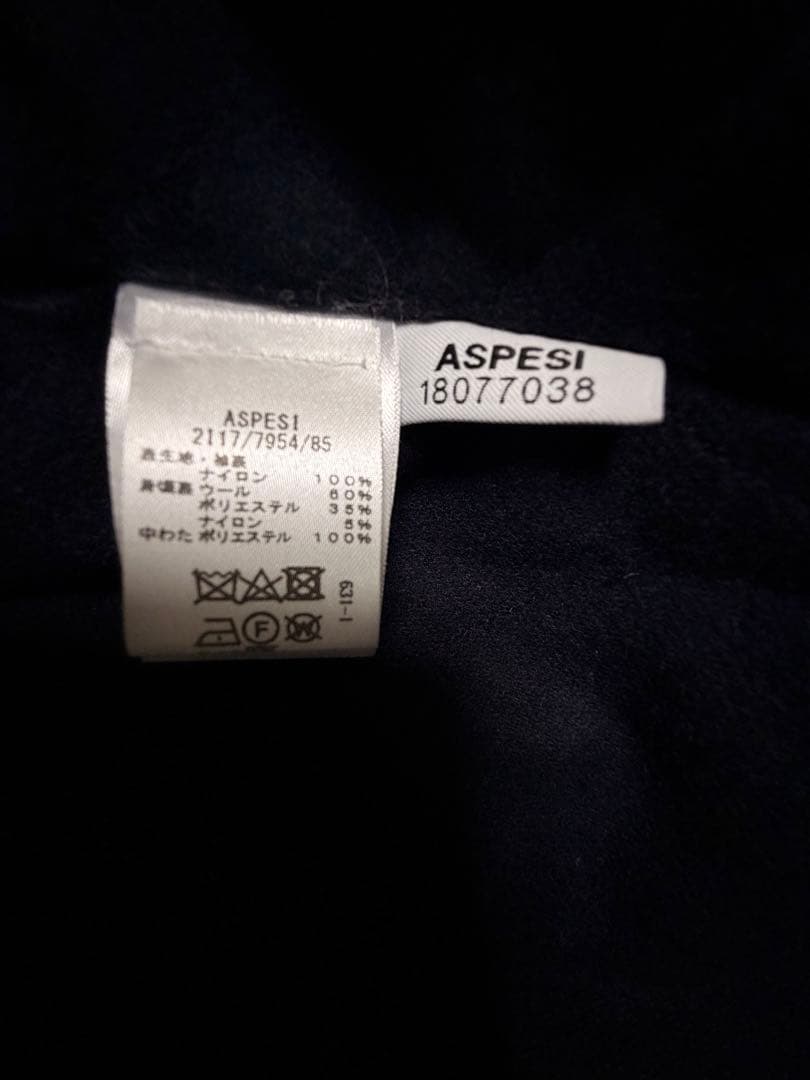 ASPESI
2I17/7954/85
表生地・袖裏
ナイロン 100%
身頃裏 ウール 60%
ポリエステル 35%
ナイロン 5%
中わた ポリエステル 100%
631-1
F
W
ASPESI
18077038